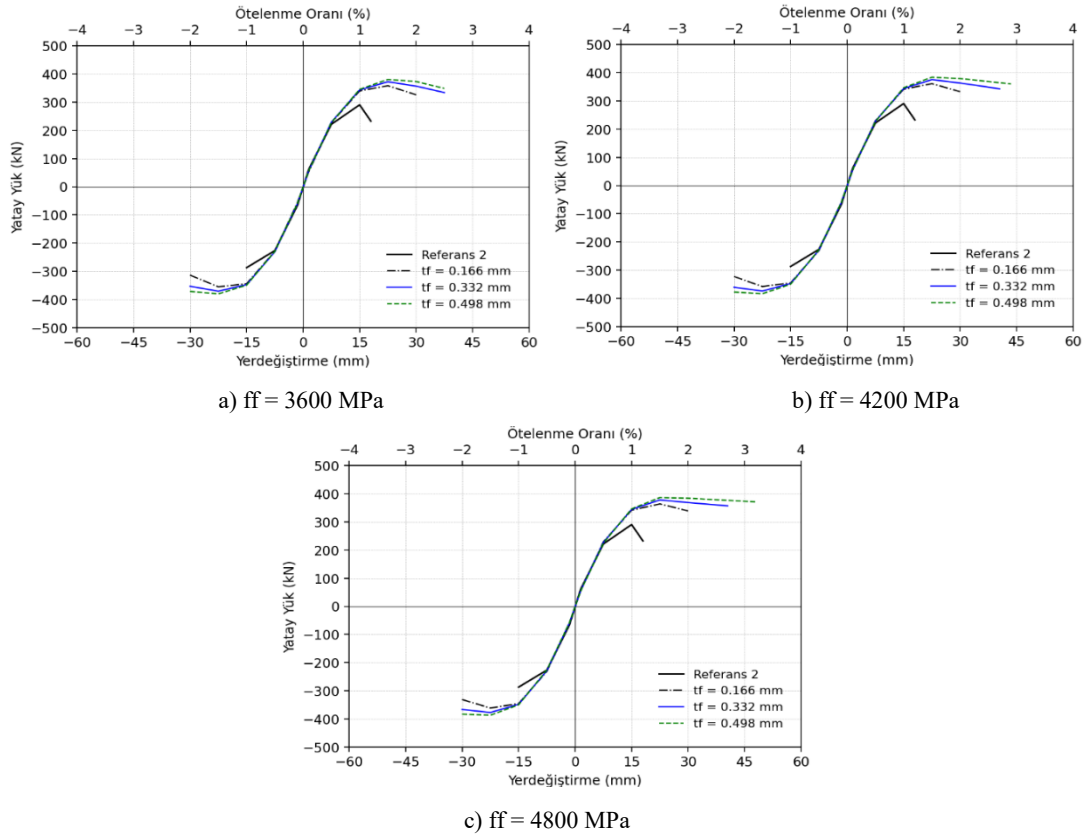 Ötelenme Oranı (%)
−4 −3 −2 −1 0 1 2 3 4
500
400
300
200
100
0
−100
−200
−300
−400
−500
Yatay Yük (kN)
Referans 2
tf = 0.166 mm
tf = 0.332 mm
tf = 0.498 mm
−60 −45 −30 −15 0 15 30 45 60
Yerdeğiştirme (mm)
a) ff = 3600 MPa
Ötelenme Oranı (%)
−4 −3 −2 −1 0 1 2 3 4
500
400
300
200
100
0
−100
−200
−300
−400
−500
Yatay Yük (kN)
Referans 2
tf = 0.166 mm
tf = 0.332 mm
tf = 0.498 mm
−60 −45 −30 −15 0 15 30 45 60
Yerdeğiştirme (mm)
b) ff = 4200 MPa
Ötelenme Oranı (%)
−4 −3 −2 −1 0 1 2 3 4
500
400
300
200
100
0
−100
−200
−300
−400
−500
Yatay Yük (kN)
Referans 2
tf = 0.166 mm
tf = 0.332 mm
tf = 0.498 mm
−60 −45 −30 −15 0 15 30 45 60
Yerdeğiştirme (mm)
c) ff = 4800 MPa